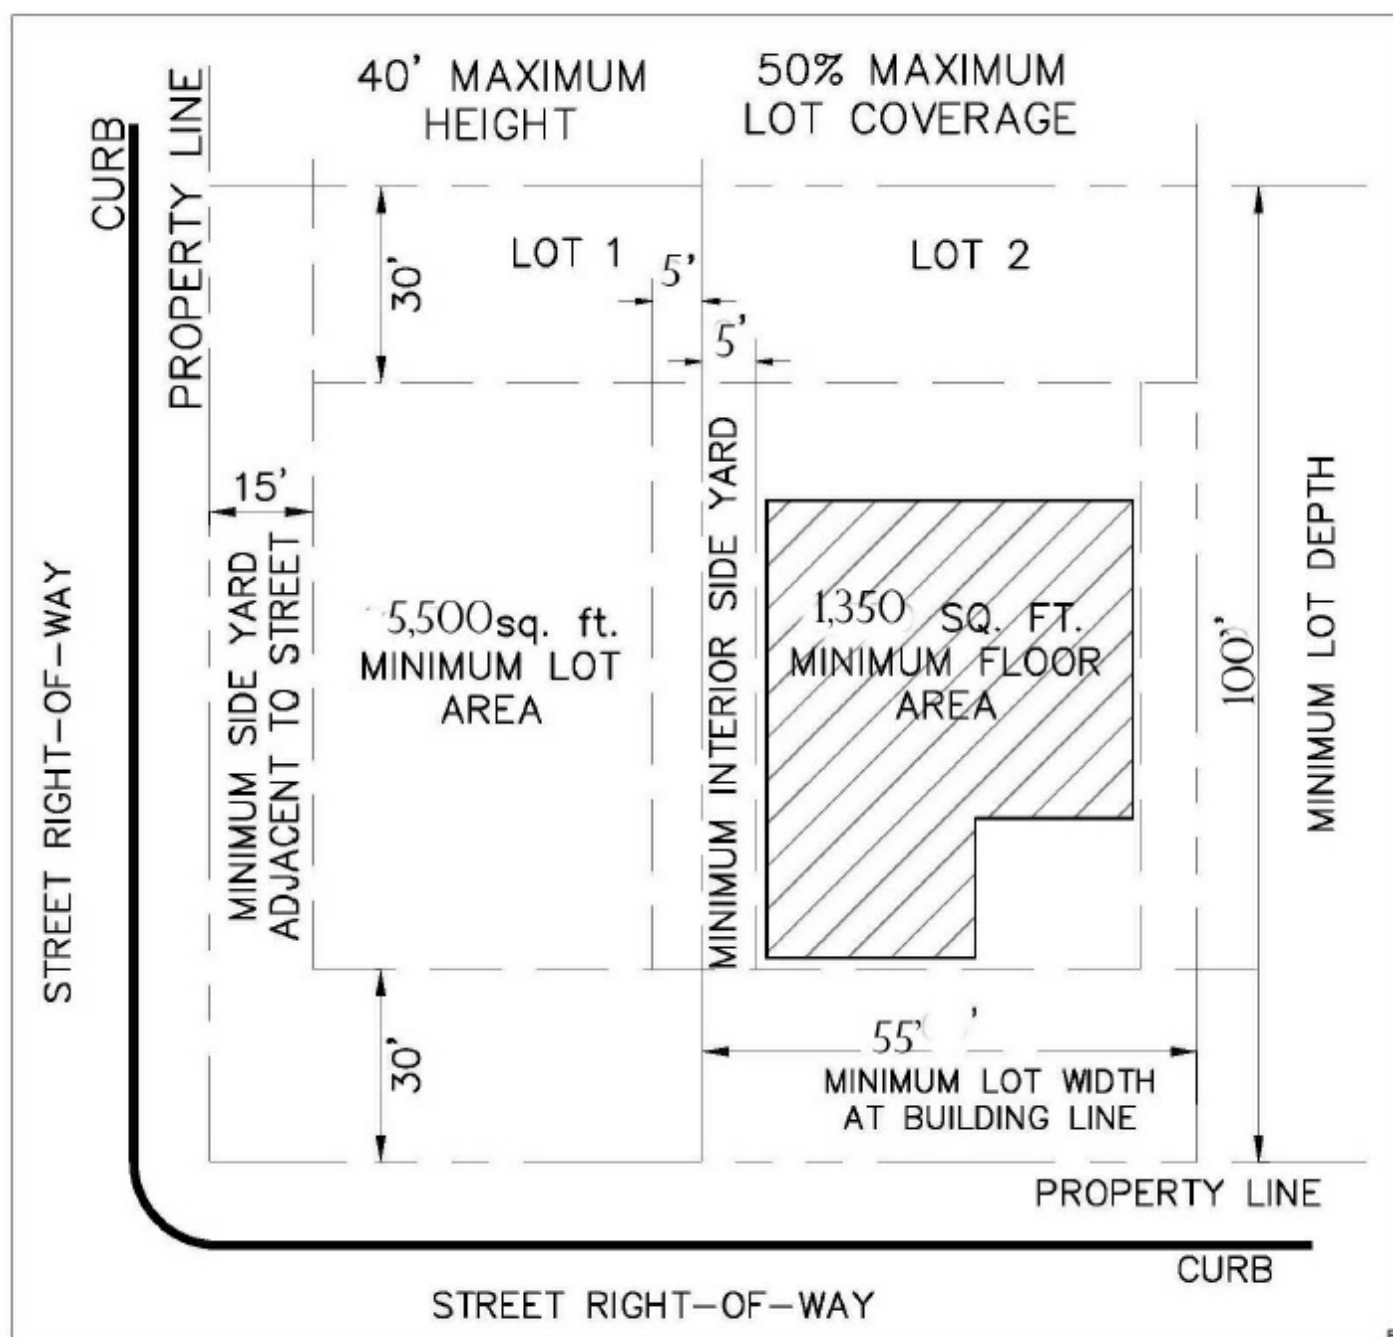 40' MAXIMUM
HEIGHT
50% MAXIMUM
LOT COVERAGE
CURB
PROPERTY LINE
LOT 1
LOT 2
30'
5'
5'
15'
MINIMUM SIDE YARD
ADJACENT TO STREET
STREET RIGHT-OF-WAY
5,500 sq. ft.
MINIMUM LOT
AREA
MINIMUM INTERIOR SIDE YARD
1,350 SQ. FT.
MINIMUM FLOOR
AREA
100''
MINIMUM LOT DEPTH
30'
55' '
MINIMUM LOT WIDTH
AT BUILDING LINE
PROPERTY LINE
CURB
STREET RIGHT-OF-WAY